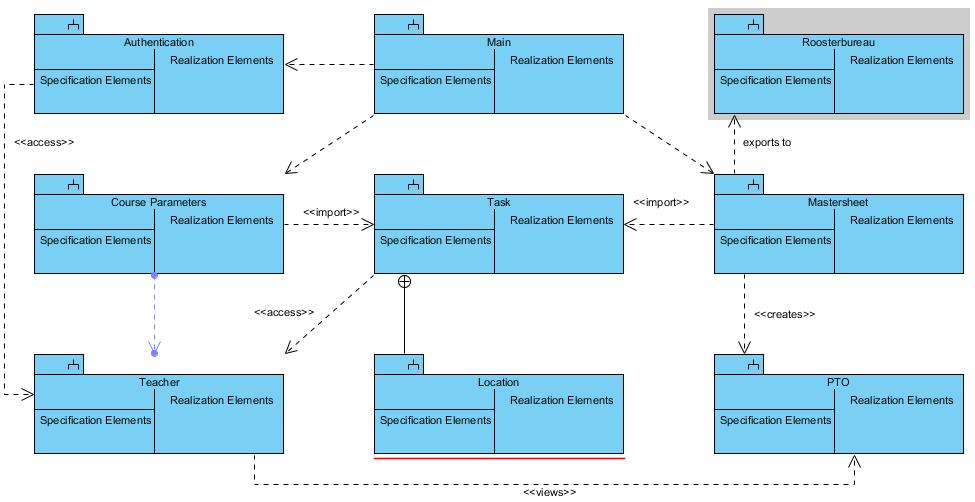 Authentication
Realization Elements
Specification Elements
Main
Realization Elements
Specification Elements
Roosterbureau
Realization Elements
Specification Elements
<<access>>
exports to
Course Parameters
Realization Elements
Specification Elements
<<import>>
Task
Realization Elements
Specification Elements
<<import>>
Mastersheet
Realization Elements
Specification Elements
<<access>>
<<creates>>
Teacher
Realization Elements
Specification Elements
Location
Realization Elements
Specification Elements
PTO
Realization Elements
Specification Elements
<<views>>